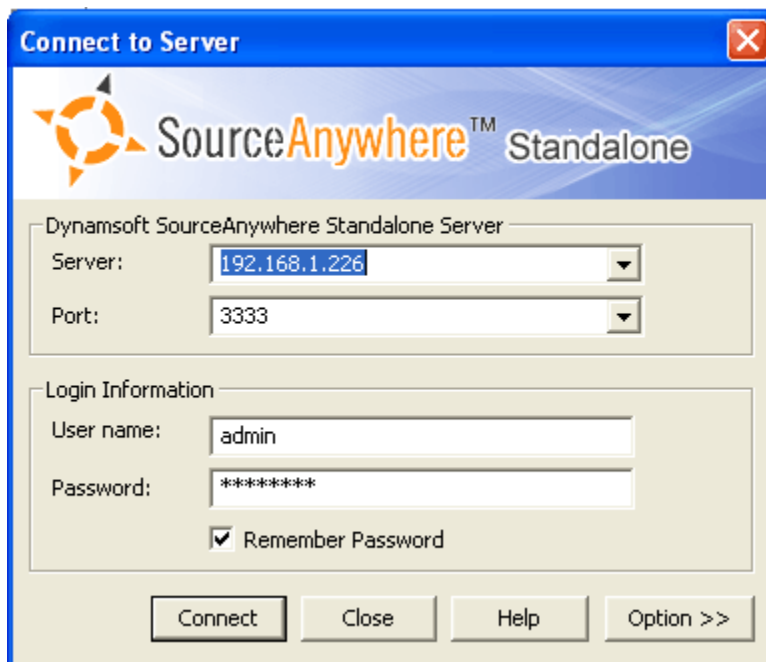 Connect to Server
SourceAnywhere™ Standalone
Dynamsoft SourceAnywhere Standalone Server
Server: 192.168.1.226
Port: 3333
Login Information
User name: admin
Password: ********
Remember Password
Connect Close Help Option >>